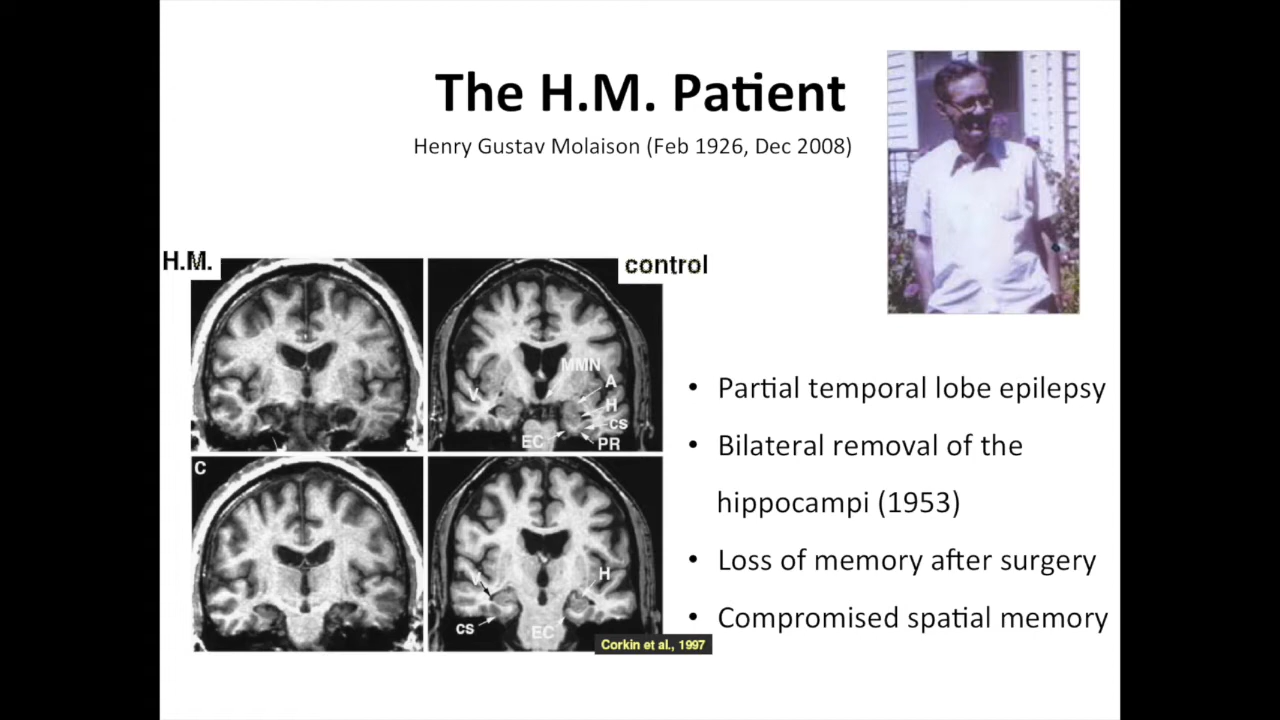 The H.M. Patient
Henry Gustav Molaison (Feb 1926, Dec 2008)
H.M.
control
MMN
V
A
H
CS
EC
PR
C
V
H
CS
EC
Corkin et al., 1997
• Partial temporal lobe epilepsy
• Bilateral removal of the
hippocampi (1953)
• Loss of memory after surgery
• Compromised spatial memory